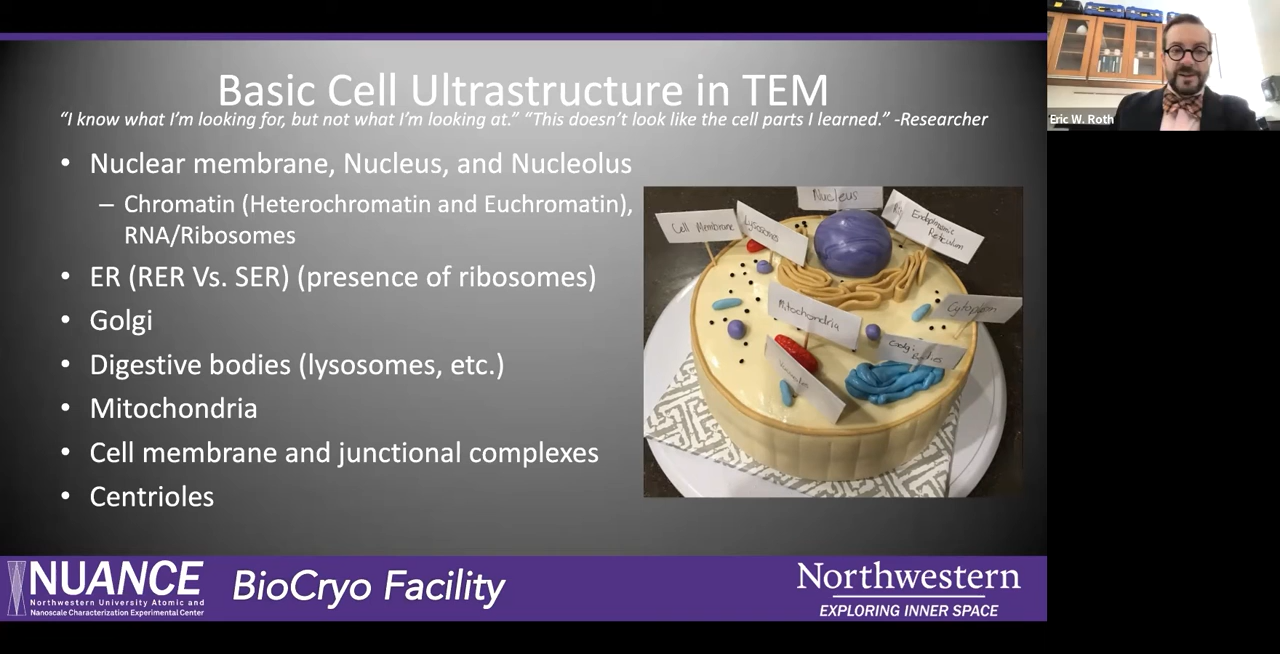 Basic Cell Ultrastructure in TEM
“I know what I’m looking for, but not what I’m looking at.” “This doesn’t look like the cell parts I learned.” -Researcher
• Nuclear membrane, Nucleus, and Nucleolus
– Chromatin (Heterochromatin and Euchromatin),
RNA/Ribosomes
• ER (RER Vs. SER) (presence of ribosomes)
• Golgi
• Digestive bodies (lysosomes, etc.)
• Mitochondria
• Cell membrane and junctional complexes
• Centrioles
Nucleus
Cell Membrane
Lysosomes
Endoplasmic
Reticulum
Mitochondria
Cytoplasm
Golgi Bodies
Eric W. Roth
NUANCE
Northwestern University Atomic and
Nanoscale Characterization Experimental Center
BioCryo Facility
Northwestern
EXPLORING INNER SPACE